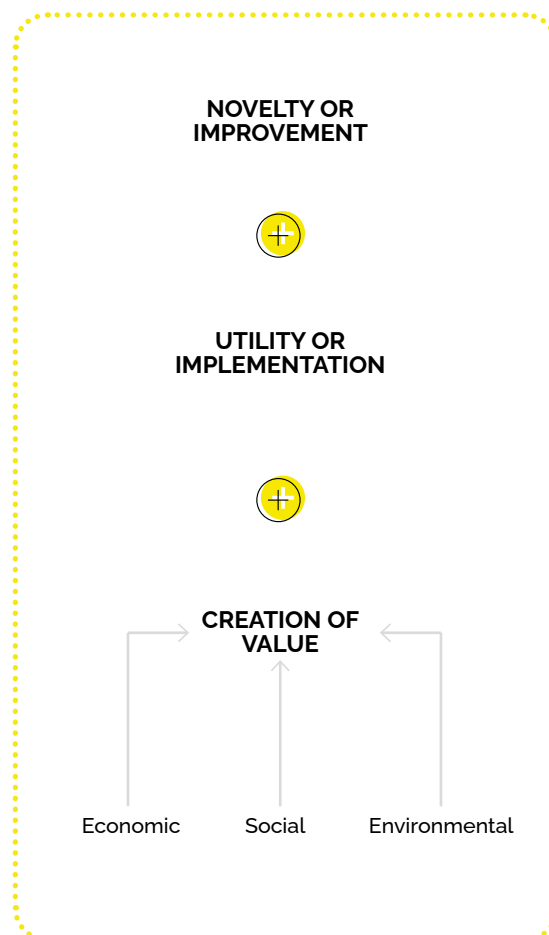 NOVELTY OR
IMPROVEMENT
UTILITY OR
IMPLEMENTATION
CREATION OF
VALUE
Economic
Social
Environmental